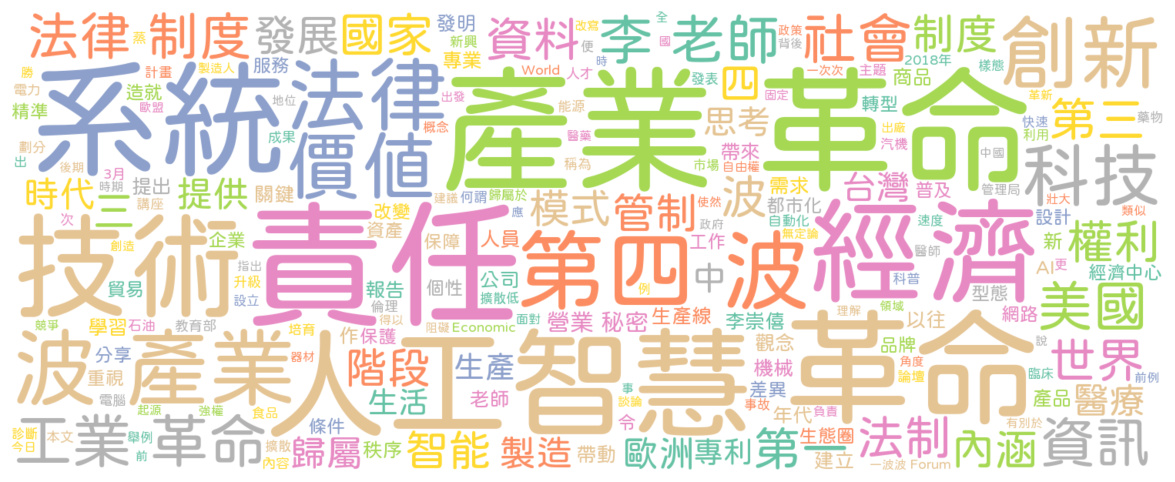 法律 制度 蒸 發展 國家 發明 資料 改寫 李 老師 全 國 政策 背後 社會 制度 創新
騰 計畫 製造人 服務 新興 專業 便 時 World 人才 發表 四 一次次 主題 2018年 樣態
電力 精準 造就 歐盟 地位 系統 法律 出發 產業 革命 能源 固定 商品 轉型 快速 革新 利用 第三 藥物
劃分 出 成果 價值 概念 醫藥 思考 市場 帶來 自由權 出廠 汽機 中國 科技
後期 3月 時期 講座 提出 時代 三 提供 關鍵 建議 何謂 歸屬於 稱為 使然 波 需求 台灣 普及 管理局 壯大 類似
次 創造 企業 改變 資產 保障 應 人員 模式 管制 政府 都市化 自動化 無定論 速度 設計 新 權利
技術 指出 升級 責任 個性 公司 第四 波 工作 中 經濟 醫師 AI 更 經濟中心
貿易 設立 報告 倫理 擴散低 例 科普 型態 美國
競爭 學習 石油 教育部 培育 得以 作 保護 阻礙 Economic 面對 營業 秘密 生產線 李崇僖 理解 領域 以往 網路
波 產業 分享 重視 器材 人工 智慧 階段 生產 觀念 機械 革命 品牌 角度 論壇 說 臨床 前例 世界
電腦 起源 強權 食品 條件 生活 老師 事 談論 事故 差異 年代 負責 產品 有別於 醫療
診斷 今日 本文 舉例 前 工業 革命 擴散 內容 歸屬 秩序 智能 製造 帶動 令 歐洲 專利 第一 生態圈 建立 法制 一波波 Forum 內涵 資訊